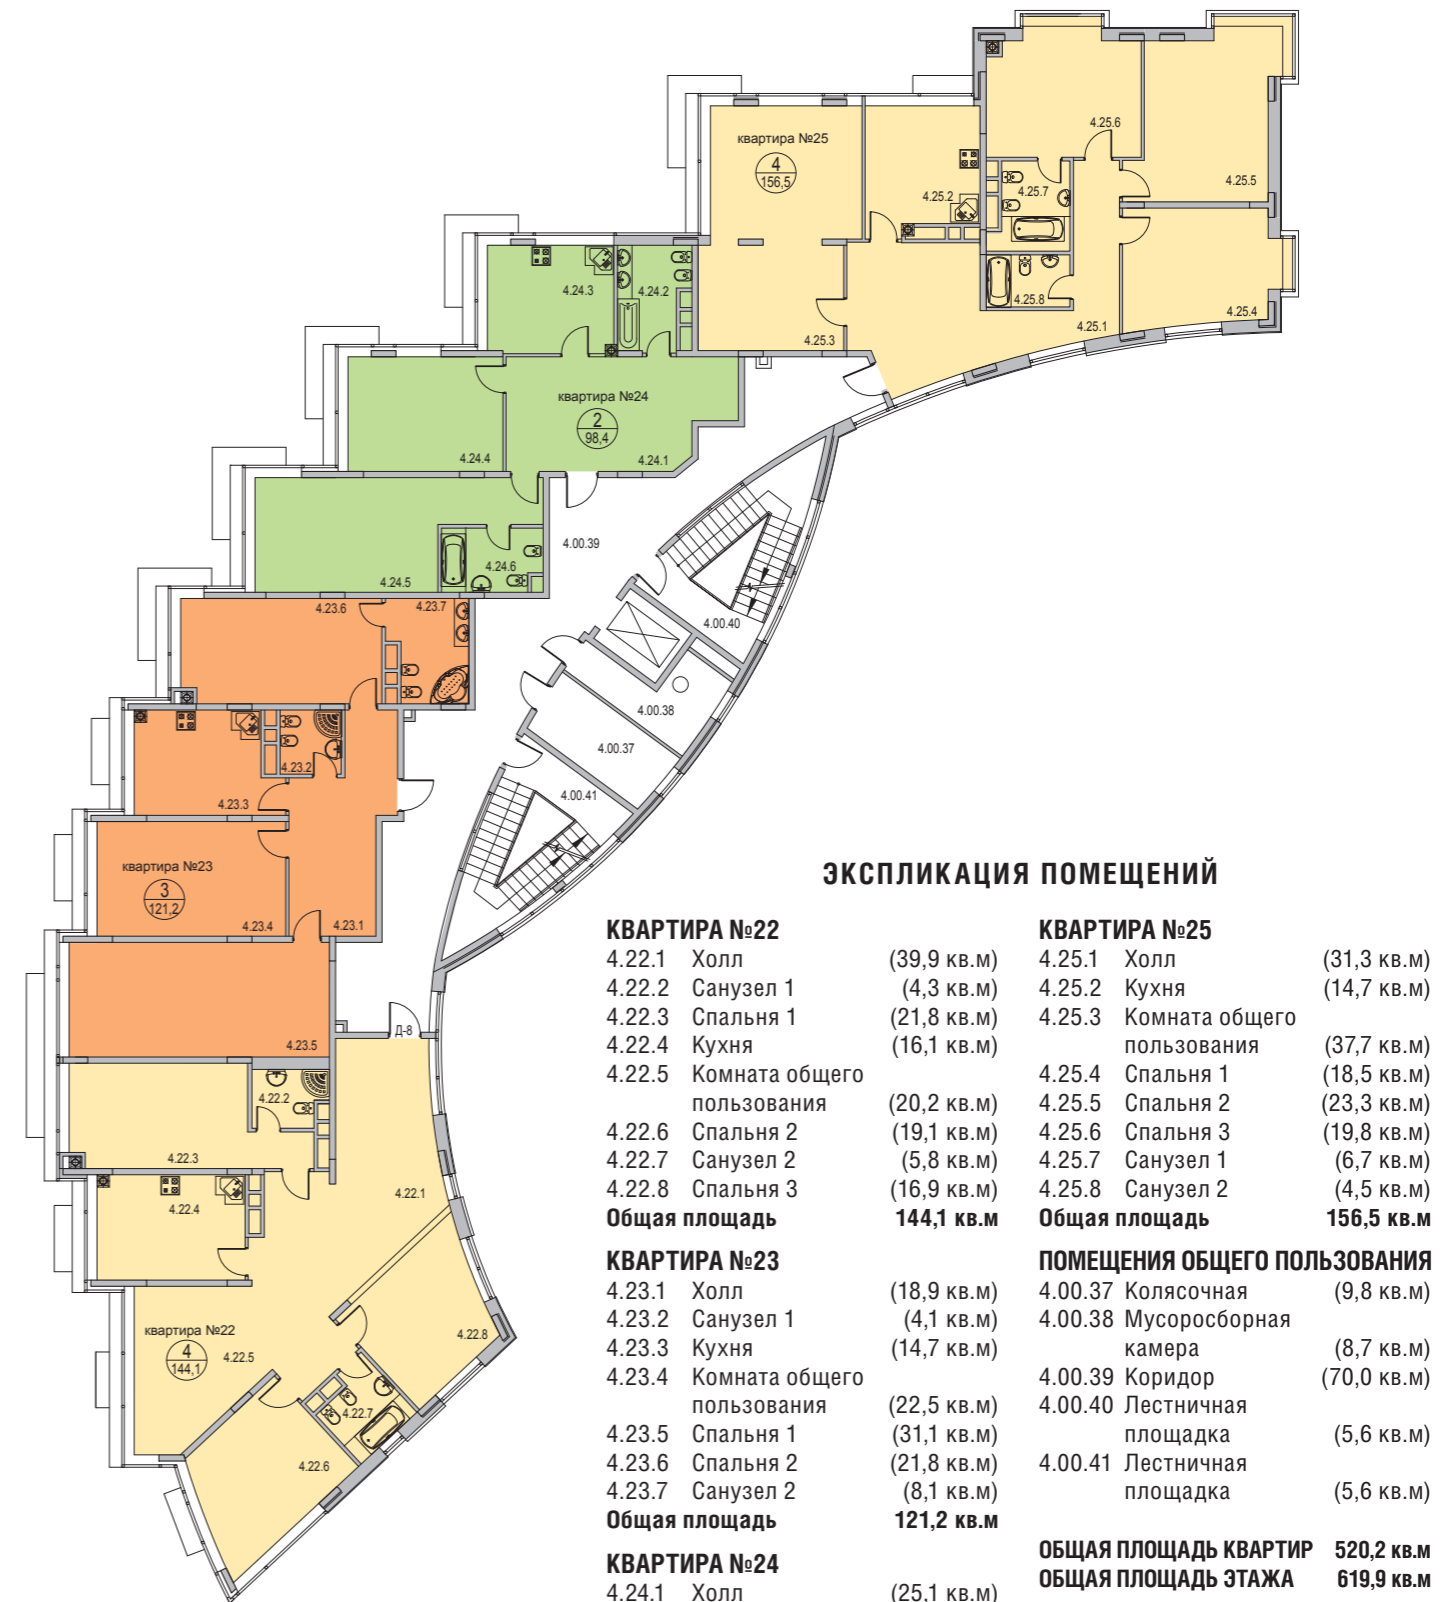 квартира №25
4
156,5
4.25.6
4.25.5
4.25.2
4.25.7
4.25.8
4.25.4
4.25.1
4.25.3
4.24.3
4.24.2
квартира №24
2
98,4
4.24.4
4.24.1
4.24.5
4.24.6
4.00.39
4.00.40
4.23.6
4.23.7
4.00.38
4.00.37
4.00.41
4.23.2
4.23.3
квартира №23
3
121,2
4.23.4
4.23.1
4.23.5
Д-8
4.22.2
4.22.3
4.22.1
4.22.4
квартира №22
4
144,1
4.22.5
4.22.8
4.22.7
4.22.6
ЭКСПЛИКАЦИЯ ПОМЕЩЕНИЙ
КВАРТИРА №22
4.22.1 Холл (39,9 кв.м)
4.22.2 Санузел 1 (4,3 кв.м)
4.22.3 Спальня 1 (21,8 кв.м)
4.22.4 Кухня (16,1 кв.м)
4.22.5 Комната общего
пользования (20,2 кв.м)
4.22.6 Спальня 2 (19,1 кв.м)
4.22.7 Санузел 2 (5,8 кв.м)
4.22.8 Спальня 3 (16,9 кв.м)
Общая площадь 144,1 кв.м
КВАРТИРА №23
4.23.1 Холл (18,9 кв.м)
4.23.2 Санузел 1 (4,1 кв.м)
4.23.3 Кухня (14,7 кв.м)
4.23.4 Комната общего
пользования (22,5 кв.м)
4.23.5 Спальня 1 (31,1 кв.м)
4.23.6 Спальня 2 (21,8 кв.м)
4.23.7 Санузел 2 (8,1 кв.м)
Общая площадь 121,2 кв.м
КВАРТИРА №24
4.24.1 Холл (25,1 кв.м)
КВАРТИРА №25
4.25.1 Холл (31,3 кв.м)
4.25.2 Кухня (14,7 кв.м)
4.25.3 Комната общего
пользования (37,7 кв.м)
4.25.4 Спальня 1 (18,5 кв.м)
4.25.5 Спальня 2 (23,3 кв.м)
4.25.6 Спальня 3 (19,8 кв.м)
4.25.7 Санузел 1 (6,7 кв.м)
4.25.8 Санузел 2 (4,5 кв.м)
Общая площадь 156,5 кв.м
ПОМЕЩЕНИЯ ОБЩЕГО ПОЛЬЗОВАНИЯ
4.00.37 Колясочная (9,8 кв.м)
4.00.38 Мусоросборная
камера (8,7 кв.м)
4.00.39 Коридор (70,0 кв.м)
4.00.40 Лестничная
площадка (5,6 кв.м)
4.00.41 Лестничная
площадка (5,6 кв.м)
ОБЩАЯ ПЛОЩАДЬ КВАРТИР 520,2 кв.м
ОБЩАЯ ПЛОЩАДЬ ЭТАЖА 619,9 кв.м